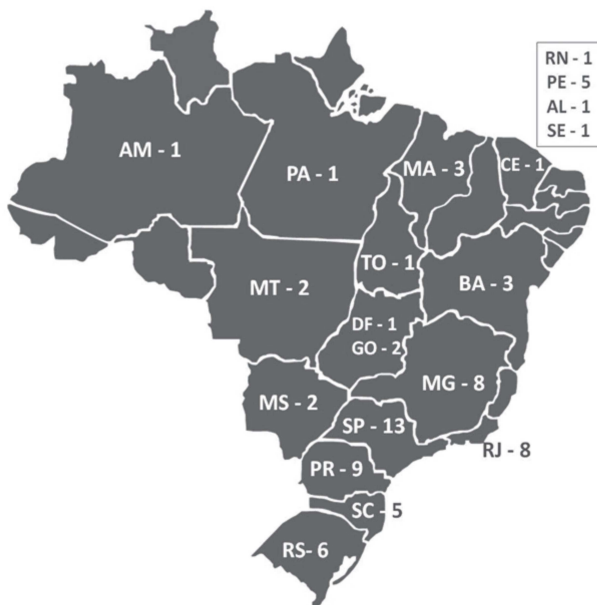 RN - 1
PE - 5
AL - 1
SE - 1
AM - 1
PA - 1
MA - 3
CE - 1
TO - 1
MT - 2
BA - 3
DF - 1
GO - 2
MG - 8
MS - 2
SP - 13
RJ - 8
PR - 9
SC - 5
RS- 6